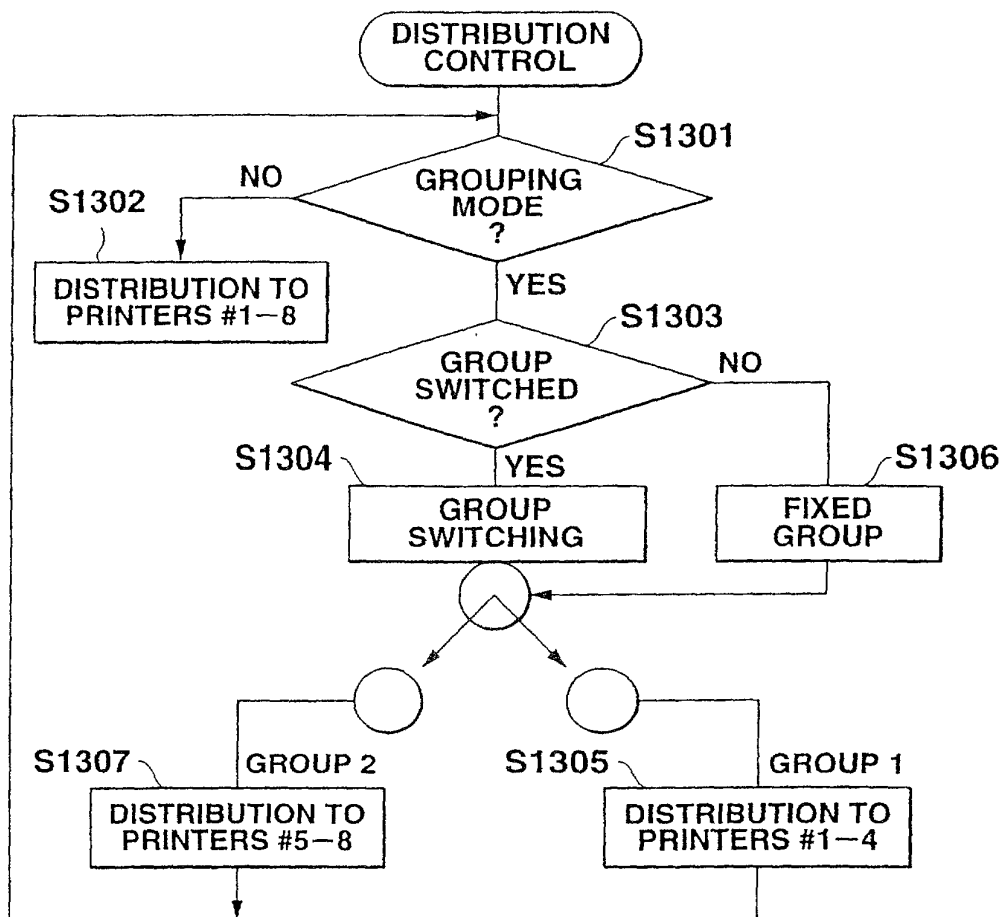 DISTRIBUTION
CONTROL
S1301
GROUPING
MODE
?
NO
S1302
DISTRIBUTION TO
PRINTERS #1—8
YES
S1303
GROUP
SWITCHED
?
NO
S1304
YES
S1306
GROUP
SWITCHING
FIXED
GROUP
S1307
GROUP 2
S1305
GROUP 1
DISTRIBUTION TO
PRINTERS #5—8
DISTRIBUTION TO
PRINTERS #1—4